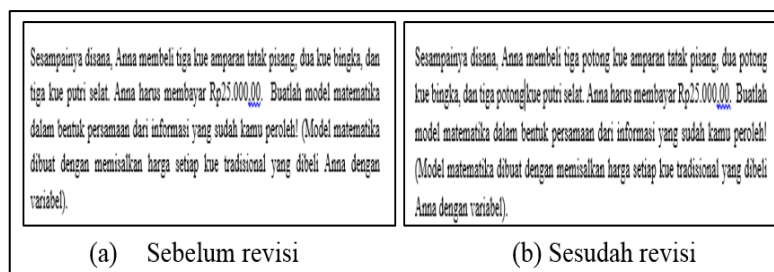 Sesampainya disana, Anna membeli tiga kue amparan tatak pisang, dua kue bingka, dan
tiga kue putri selat. Anna harus membayar Rp25.000,00. Buatlah model matematika
dalam bentuk persamaan dari informasi yang sudah kamu peroleh! (Model matematika
dibuat dengan memisalkan harga setiap kue tradisional yang dibeli Anna dengan
variabel).
(a) Sebelum revisi
Sesampainya disana, Anna membeli tiga potong kue amparan tatak pisang, dua potong
kue bingka, dan tiga potong kue putri selat. Anna harus membayar Rp25.000,00. Buatlah
model matematika dalam bentuk persamaan dari informasi yang sudah kamu peroleh!
(Model matematika dibuat dengan memisalkan harga setiap kue tradisional yang dibeli
Anna dengan variabel).
(b) Sesudah revisi